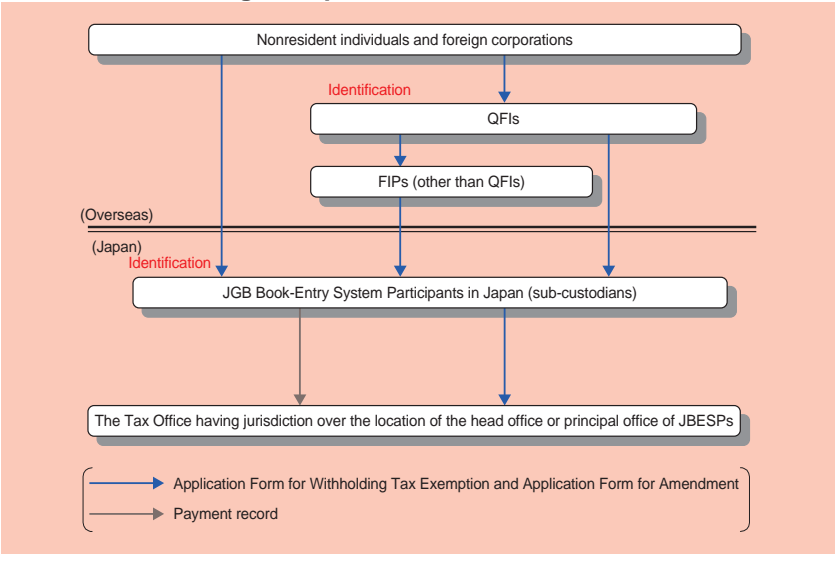 Nonresident individuals and foreign corporations
Identification
QFIs
FIPs (other than QFIs)
(Overseas)
(Japan)
Identification
JGB Book-Entry System Participants in Japan (sub-custodians)
The Tax Office having jurisdiction over the location of the head office or principal office of JBESPs
Application Form for Withholding Tax Exemption and Application Form for Amendment
Payment record